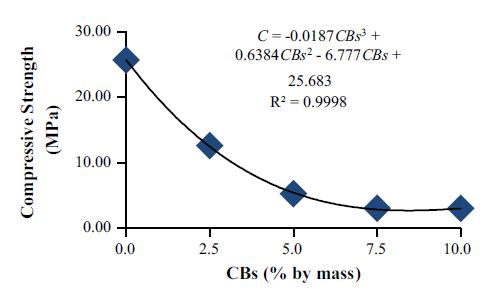 30.00
20.00
10.00
0.00
Compressive Strength
(MPa)
C = -0.0187CBs³ +
0.6384CBs² - 6.777CBs +
25.683
R² = 0.9998
0.0 2.5 5.0 7.5 10.0
CBs (% by mass)